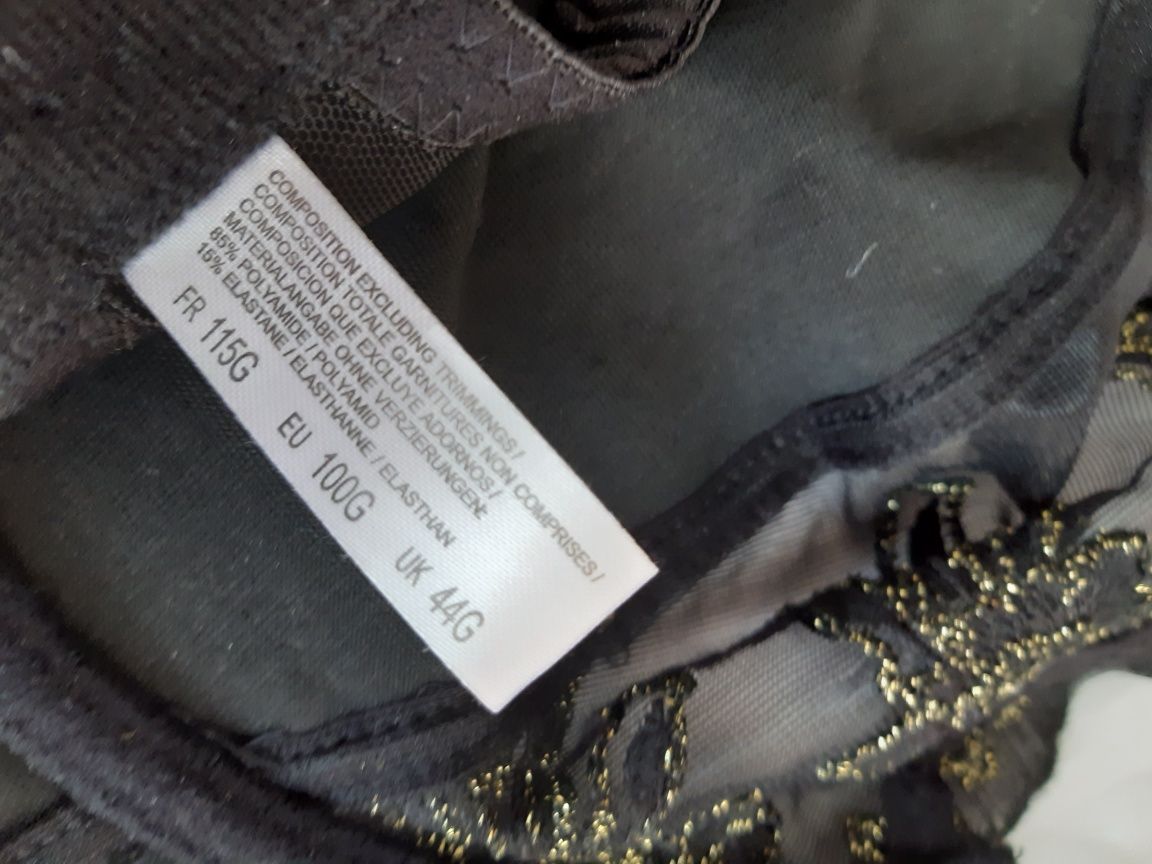 COMPOSITION EXCLUDING TRIMMINGS /
COMPOSITION TOTALE GARNITURES NON COMPRISES /
COMPOSICION QUE EXCLUYE ADORNOS /
MATERIALANGABE OHNE VERZIERUNGEN:
85% POLYAMIDE / POLYAMID
15% ELASTANE / ELASTHANNE / ELASTHAN
FR 115G EU 100G UK 44G